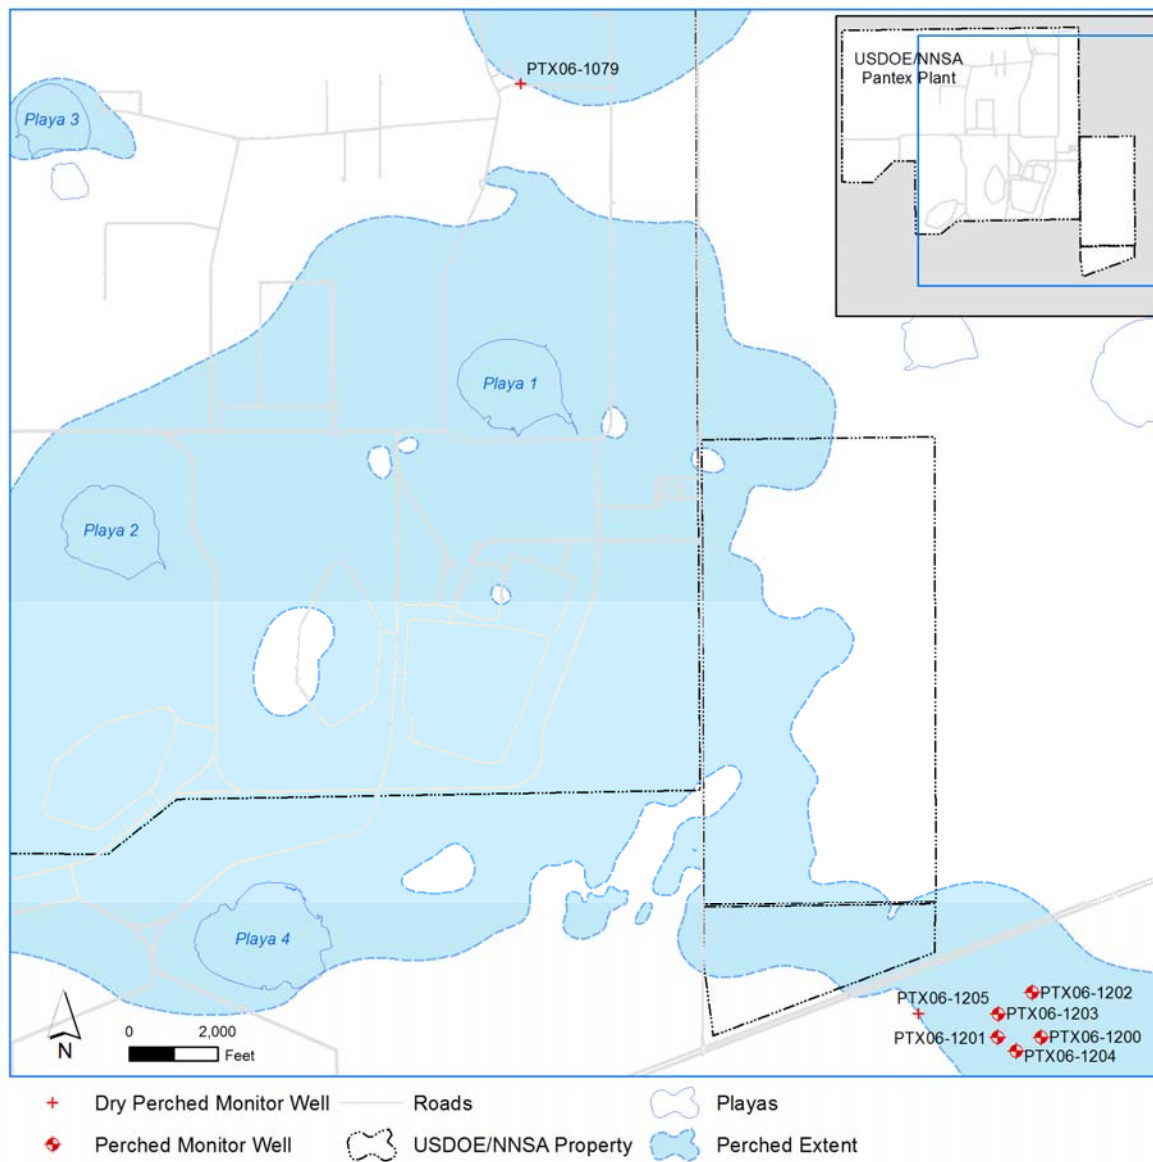 PTX06-1079
USDOE/NNSA
Pantex Plant
Playa 3
Playa 1
Playa 2
Playa 4
PTX06-1205
PTX06-1202
PTX06-1203
PTX06-1201
PTX06-1200
PTX06-1204
N
0 2,000
Feet
Dry Perched Monitor Well
Roads
Playas
Perched Monitor Well
USDOE/NNSA Property
Perched Extent